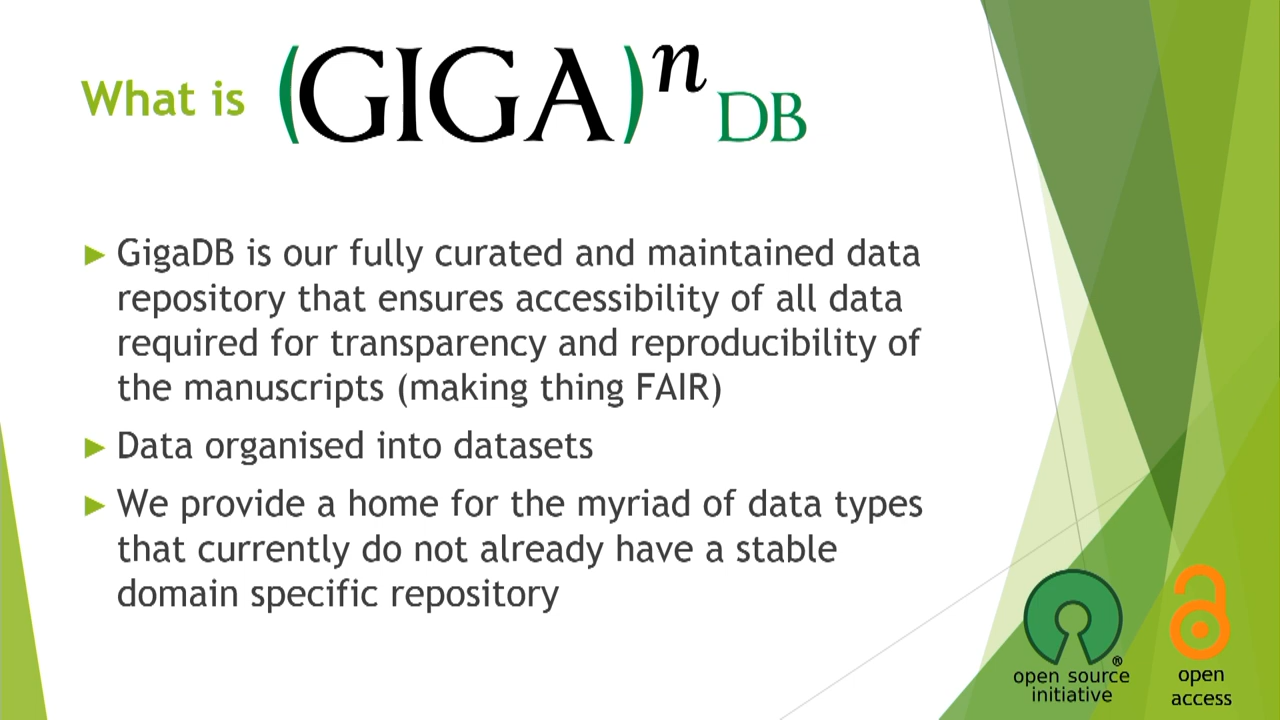 What is (GIGA)ⁿ DB
► GigaDB is our fully curated and maintained data
repository that ensures accessibility of all data
required for transparency and reproducibility of
the manuscripts (making thing FAIR)
► Data organised into datasets
► We provide a home for the myriad of data types
that currently do not already have a stable
domain specific repository
®
open source
initiative
open
access